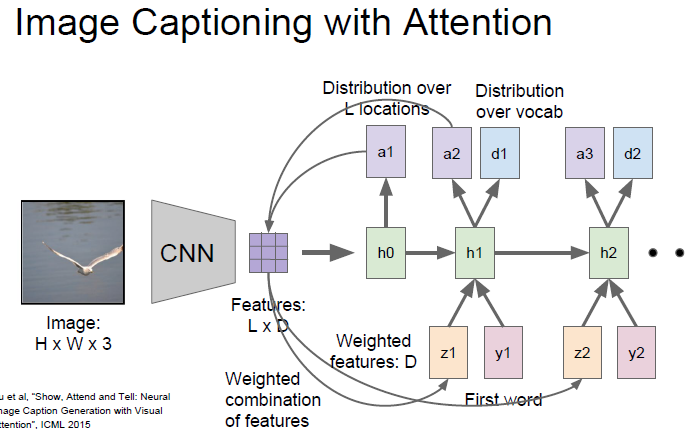 Image Captioning with Attention
Distribution over
L locations
Distribution
over vocab
a1
a2
d1
a3
d2
CNN
h0
h1
h2
Features:
L x D
Image:
H x W x 3
Weighted
features: D
z1
y1
z2
y2
Weighted
combination
of features
First word
u et al, "Show, Attend and Tell: Neural
mage Caption Generation with Visual
ttention", ICML 2015